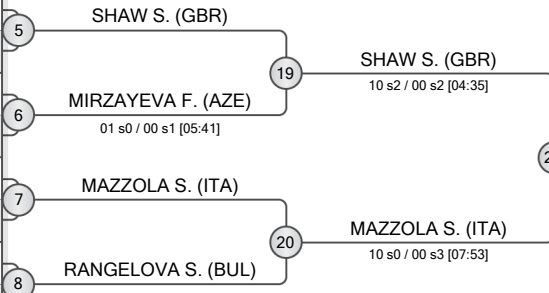 SHAW S. (GBR)
5
19
SHAW S. (GBR)
10 s2 / 00 s2 [04:35]
MIRZAYEVA F. (AZE)
6
01 s0 / 00 s1 [05:41]
MAZZOLA S. (ITA)
7
20
MAZZOLA S. (ITA)
10 s0 / 00 s3 [07:53]
RANGELOVA S. (BUL)
8